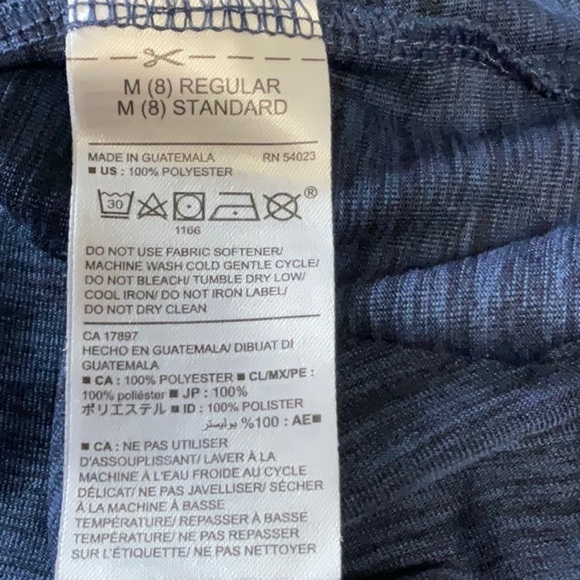 M (8) REGULAR
M (8) STANDARD
MADE IN GUATEMALA RN 54023
■ US : 100% POLYESTER
30 ®
1166
DO NOT USE FABRIC SOFTENER/
MACHINE WASH COLD GENTLE CYCLE/
DO NOT BLEACH/ TUMBLE DRY LOW/
COOL IRON/ DO NOT IRON LABEL/
DO NOT DRY CLEAN
CA 17897
HECHO EN GUATEMALA/ DIBUAT DI
GUATEMALA
■ CA : 100% POLYESTER ■ CL/MX/PE :
100% poliéster ■ JP : 100%
ポリエステル ■ ID : 100% POLISTER
■AE : 100% بوليستر
■ CA : NE PAS UTILISER
D'ASSOUPLISSANT/ LAVER À LA
MACHINE À L'EAU FROIDE AU CYCLE
DÉLICAT/ NE PAS JAVELLISER/ SÉCHER
À LA MACHINE À BASSE
TEMPÉRATURE/ REPASSER À BASSE
TEMPÉRATURE/ NE PAS REPASSER
SUR L'ÉTIQUETTE/ NE PAS NETTOYER